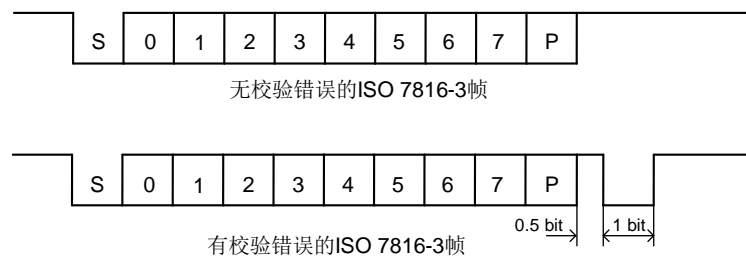 S 0 1 2 3 4 5 6 7 P
无校验错误的ISO 7816-3帧
S 0 1 2 3 4 5 6 7 P
0.5 bit 1 bit
有校验错误的ISO 7816-3帧